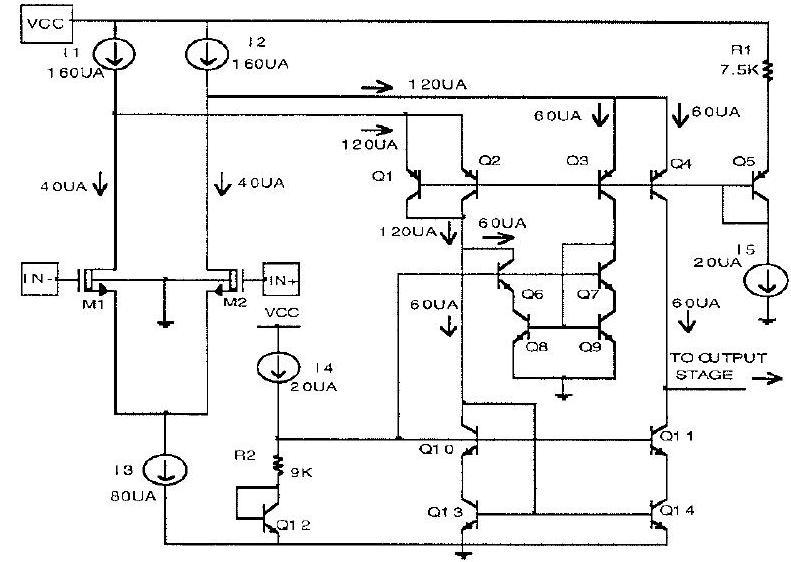 VCC
I1
160UA
I2
160UA
120UA
R1
7.5K
60UA
60UA
120UA
Q1
Q2
Q3
Q4
Q5
40UA
40UA
120UA
60UA
I5
20UA
IN-
M1
M2
IN+
Q6
Q7
60UA
60UA
VCC
Q8
Q9
I4
20UA
TO OUTPUT
STAGE
R2
9K
Q10
Q11
I3
80UA
Q12
Q13
Q14